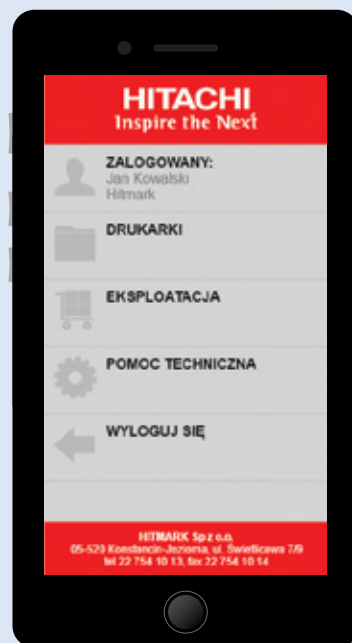 HITACHI
Inspire the Next
ZALOGOWANY:
Jan Kowalski
Hitmark
DRUKARKI
EKSPLOATACJA
POMOC TECHNICZNA
WYLOGUJ SIĘ
HITMARK Sp z o.o.
05-520 Konstancin-Jeziorna, ul. Świetlicowa 7/9
tel 22 754 10 13, fax 22 754 10 14